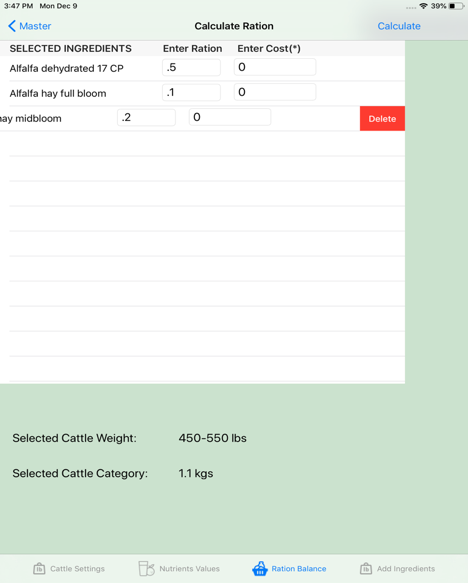 3:47 PM Mon Dec 9 39%
Master Calculate Ration Calculate
SELECTED INGREDIENTS Enter Ration Enter Cost(*)
Alfalfa dehydrated 17 CP .5 0
Alfalfa hay full bloom .1 0
hay midbloom .2 0 Delete
Selected Cattle Weight: 450-550 lbs
Selected Cattle Category: 1.1 kgs
Cattle Settings Nutrients Values Ration Balance Add Ingredients